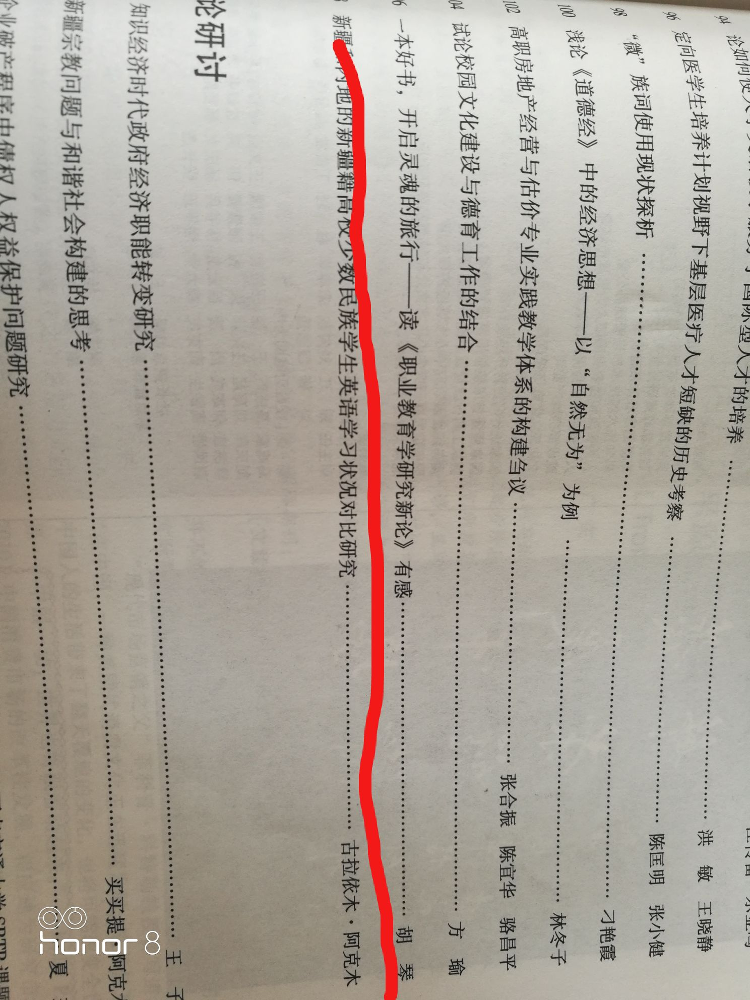 94 论如何使 国际型人才的培养 …… 洪 敏 王晓静
96 定向医学生培养计划视野下基层医疗人才短缺的历史考察 …… 陈匡明 张小健
98 “微”族词使用现状探析 …… 刁艳霞
100 浅论《道德经》中的经济思想——以“自然无为”为例 …… 林冬子
102 高职房地产经营与估价专业实践教学体系的构建刍议 …… 张合振 陈宜华 骆昌平
04 试论校园文化建设与德育工作的结合 …… 方 瑜
06 一本好书，开启灵魂的旅行——读《职业教育学研究新论》有感 …… 胡 琴
8 新疆和内地的新疆籍高校少数民族学生英语学习状况对比研究 …… 古拉依木·阿克木
论研讨
知识经济时代政府经济职能转变研究 …… 王 子
新疆宗教问题与和谐社会构建的思考 …… 买买提·阿克
企业破产程序中债权人权益保护问题研究 …… 夏
SRTP课题
honor 8